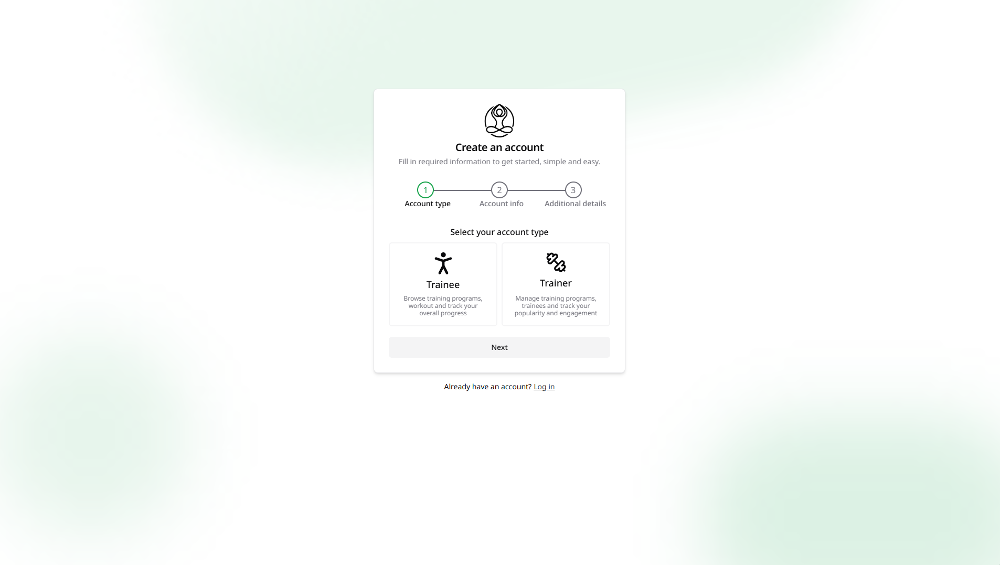 Create an account
Fill in required information to get started, simple and easy.
1 2 3
Account type Account info Additional details
Select your account type
Trainee
Browse training programs,
workout and track your
overall progress
Trainer
Manage training programs,
trainees and track your
popularity and engagement
Next
Already have an account? Log in